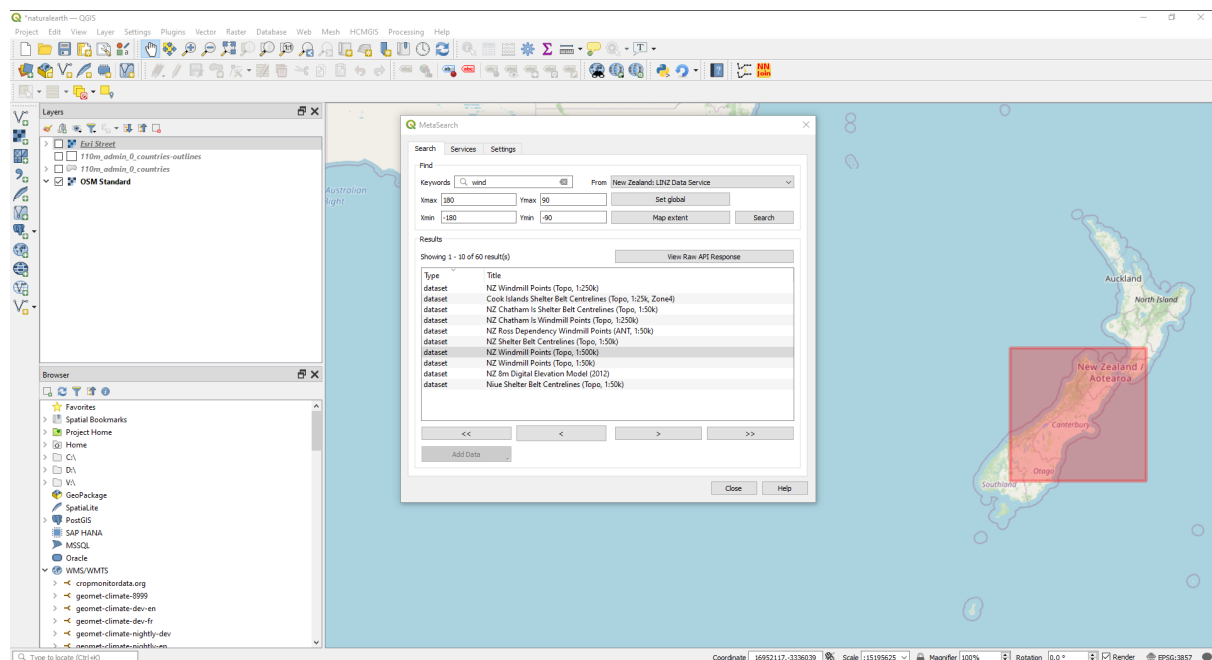 *naturalearth — QGIS
Project Edit View Layer Settings Plugins Vector Raster Database Web Mesh HCMGIS Processing Help
NN
join
Layers
Esri Street
110m_admin_0_countries-outlines
110m_admin_0_countries
OSM Standard
Browser
Favorites
Spatial Bookmarks
Project Home
Home
C:\
D:\
V:\
GeoPackage
SpatiaLite
PostGIS
SAP HANA
MSSQL
Oracle
WMS/WMTS
cropmonitordata.org
geomet-climate-8999
geomet-climate-dev-en
geomet-climate-dev-fr
geomet-climate-nightly-dev
geomet-climate-nightly-en
Australian
Bight
MetaSearch
Search Services Settings
Find
Keywords wind From New Zealand: LINZ Data Service
Xmax 180 Ymax 90 Set global
Xmin -180 Ymin -90 Map extent Search
Results
Showing 1 - 10 of 60 result(s) View Raw API Response
Type Title
dataset NZ Windmill Points (Topo, 1:250k)
dataset Cook Islands Shelter Belt Centrelines (Topo, 1:25k, Zone4)
dataset NZ Chatham Is Shelter Belt Centrelines (Topo, 1:50k)
dataset NZ Chatham Is Windmill Points (Topo, 1:250k)
dataset NZ Ross Dependency Windmill Points (ANT, 1:50k)
dataset NZ Shelter Belt Centrelines (Topo, 1:50k)
dataset NZ Windmill Points (Topo, 1:500k)
dataset NZ Windmill Points (Topo, 1:50k)
dataset NZ 8m Digital Elevation Model (2012)
dataset Niue Shelter Belt Centrelines (Topo, 1:50k)
<< < > >>
Add Data
Close Help
Auckland
North Island
New Zealand /
Aotearoa
Canterbury
Otago
Southland
Type to locate (Ctrl+K) Coordinate 16952117,-3336039 Scale 1:15195625 Magnifier 100% Rotation 0.0 ° Render EPSG:3857